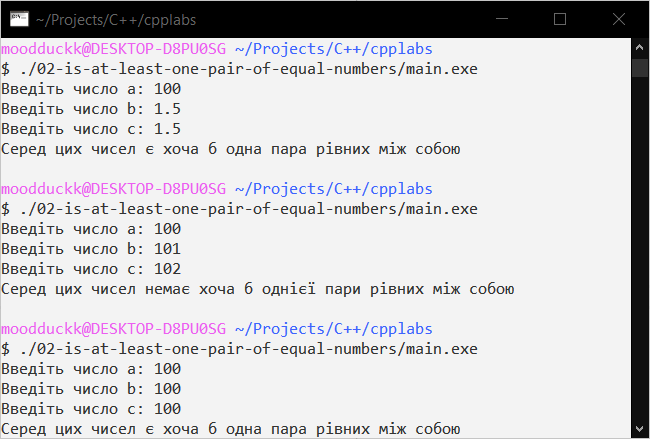 ~/Projects/C++/cpplabs
moodduckk@DESKTOP-D8PU0SG ~/Projects/C++/cpplabs
$ ./02-is-at-least-one-pair-of-equal-numbers/main.exe
Введіть число a: 100
Введіть число b: 1.5
Введіть число c: 1.5
Серед цих чисел є хоча б одна пара рівних між собою
moodduckk@DESKTOP-D8PU0SG ~/Projects/C++/cpplabs
$ ./02-is-at-least-one-pair-of-equal-numbers/main.exe
Введіть число a: 100
Введіть число b: 101
Введіть число c: 102
Серед цих чисел немає хоча б однієї пари рівних між собою
moodduckk@DESKTOP-D8PU0SG ~/Projects/C++/cpplabs
$ ./02-is-at-least-one-pair-of-equal-numbers/main.exe
Введіть число a: 100
Введіть число b: 100
Введіть число c: 100
Серед цих чисел є хоча б одна пара рівних між собою